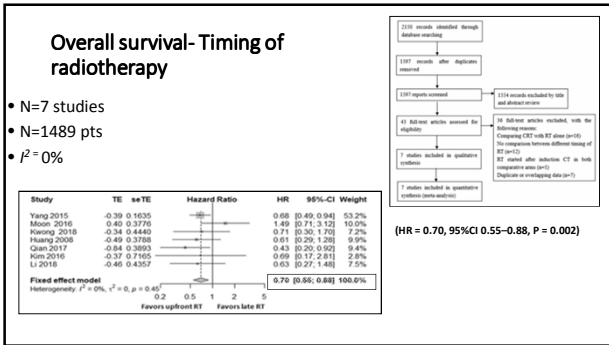 Overall survival- Timing of
radiotherapy
• N=7 studies
• N=1489 pts
• I² = 0%
2330 records identified through
database searching
1397 records after duplicates
removed
1397 reports screened
1354 records excluded by title
and abstract review
43 full-text articles assessed for
eligibility
36 full-text articles excluded, with the
following reasons:
Comparing CRT with RT alone (n=16)
No comparison between different timing of
RT (n=12)
RT started after induction CT in both
comparative arms (n=1)
Duplicate or overlapping data (n=7)
7 studies included in qualitative
synthesis
7 studies included in quantitative
synthesis (meta-analysis)
Study TE seTE Hazard Ratio HR 95%-CI Weight
Yang 2015 -0.39 0.1635 0.68 [0.49; 0.94] 53.2%
Moon 2016 0.40 0.3776 1.49 [0.71; 3.12] 10.0%
Kwong 2018 -0.34 0.4440 0.71 [0.30; 1.70] 7.2%
Huang 2008 -0.49 0.3788 0.61 [0.29; 1.28] 9.9%
Qian 2017 -0.84 0.3893 0.43 [0.20; 0.92] 9.4%
Kim 2016 -0.37 0.7165 0.69 [0.17; 2.81] 2.8%
Li 2018 -0.46 0.4357 0.63 [0.27; 1.48] 7.5%
Fixed effect model 0.70 [0.55; 0.88] 100.0%
Heterogeneity: I² = 0%, τ² = 0, p = 0.45
0.2 0.5 1 2 5
Favors upfront RT Favors late RT
(HR = 0.70, 95%CI 0.55–0.88, P = 0.002)